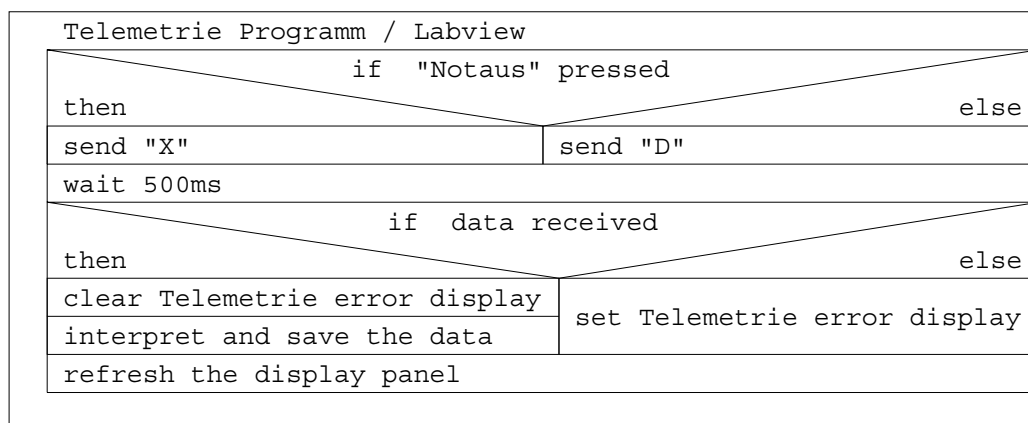 Telemetrie Programm / Labview
if "Notaus" pressed
then else
send "X" send "D"
wait 500ms
if data received
then else
clear Telemetrie error display
set Telemetrie error display
interpret and save the data
refresh the display panel